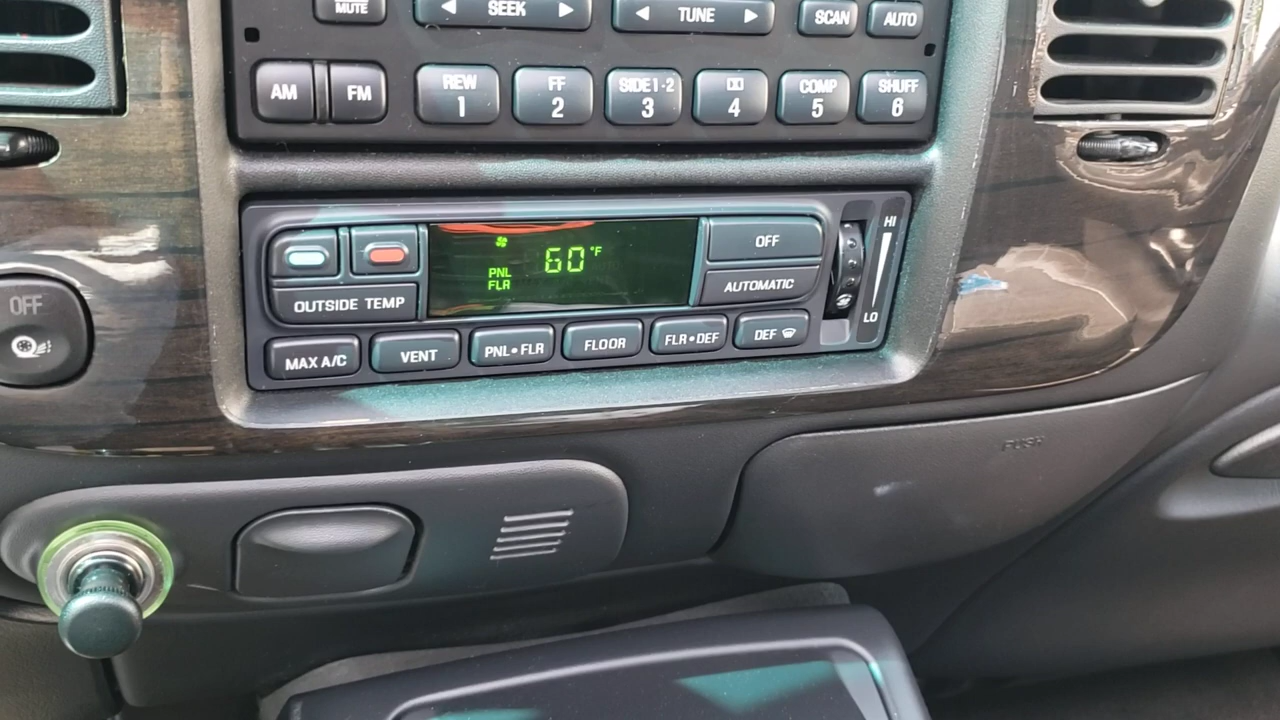 MUTE
SEEK
TUNE
SCAN
AUTO
AM
FM
REW
1
FF
2
SIDE 1-2
3
4
COMP
5
SHUFF
6
OFF
60°F
PNL
FLR
OUTSIDE TEMP
OFF
AUTOMATIC
HI
LO
MAX A/C
VENT
PNL•FLR
FLOOR
FLR•DEF
DEF
PUSH